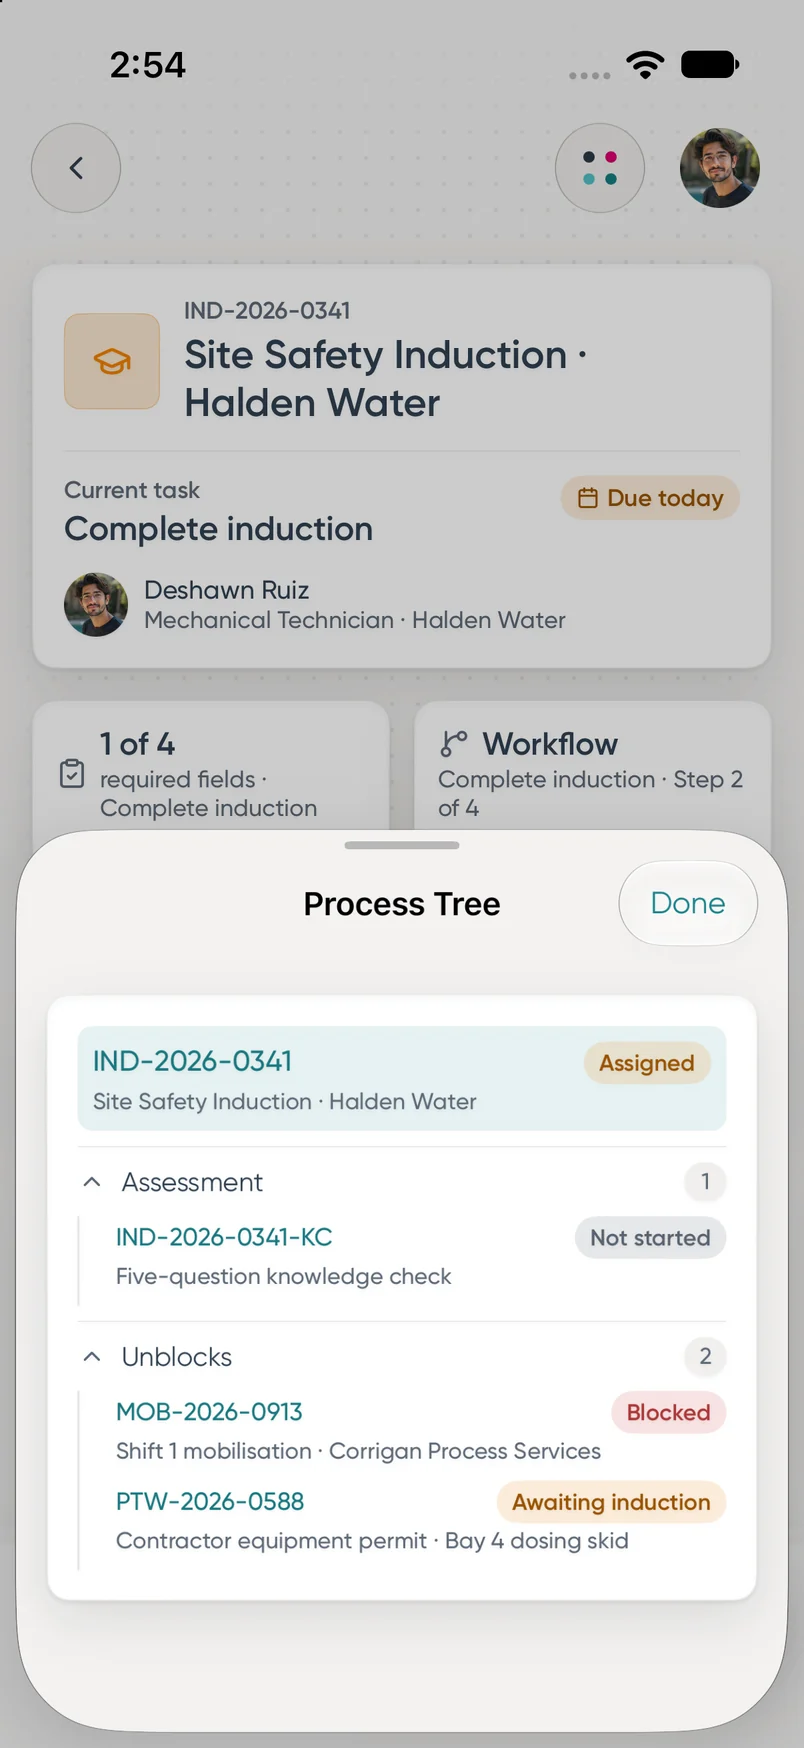 2:54
IND-2026-0341
Site Safety Induction ·
Halden Water
Current task
Due today
Complete induction
Deshawn Ruiz
Mechanical Technician · Halden Water
1 of 4
required fields ·
Complete induction
Workflow
Complete induction · Step 2
of 4
Process Tree
Done
IND-2026-0341
Assigned
Site Safety Induction · Halden Water
Assessment
1
IND-2026-0341-KC
Not started
Five-question knowledge check
Unblocks
2
MOB-2026-0913
Blocked
Shift 1 mobilisation · Corrigan Process Services
PTW-2026-0588
Awaiting induction
Contractor equipment permit · Bay 4 dosing skid